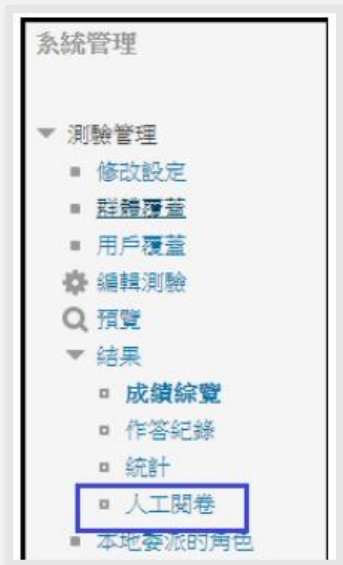 系統管理
測驗管理
修改設定
群體覆蓋
用戶覆蓋
編輯測驗
預覽
結果
成績綜覽
作答紀錄
統計
人工閱卷
本地委派的角色